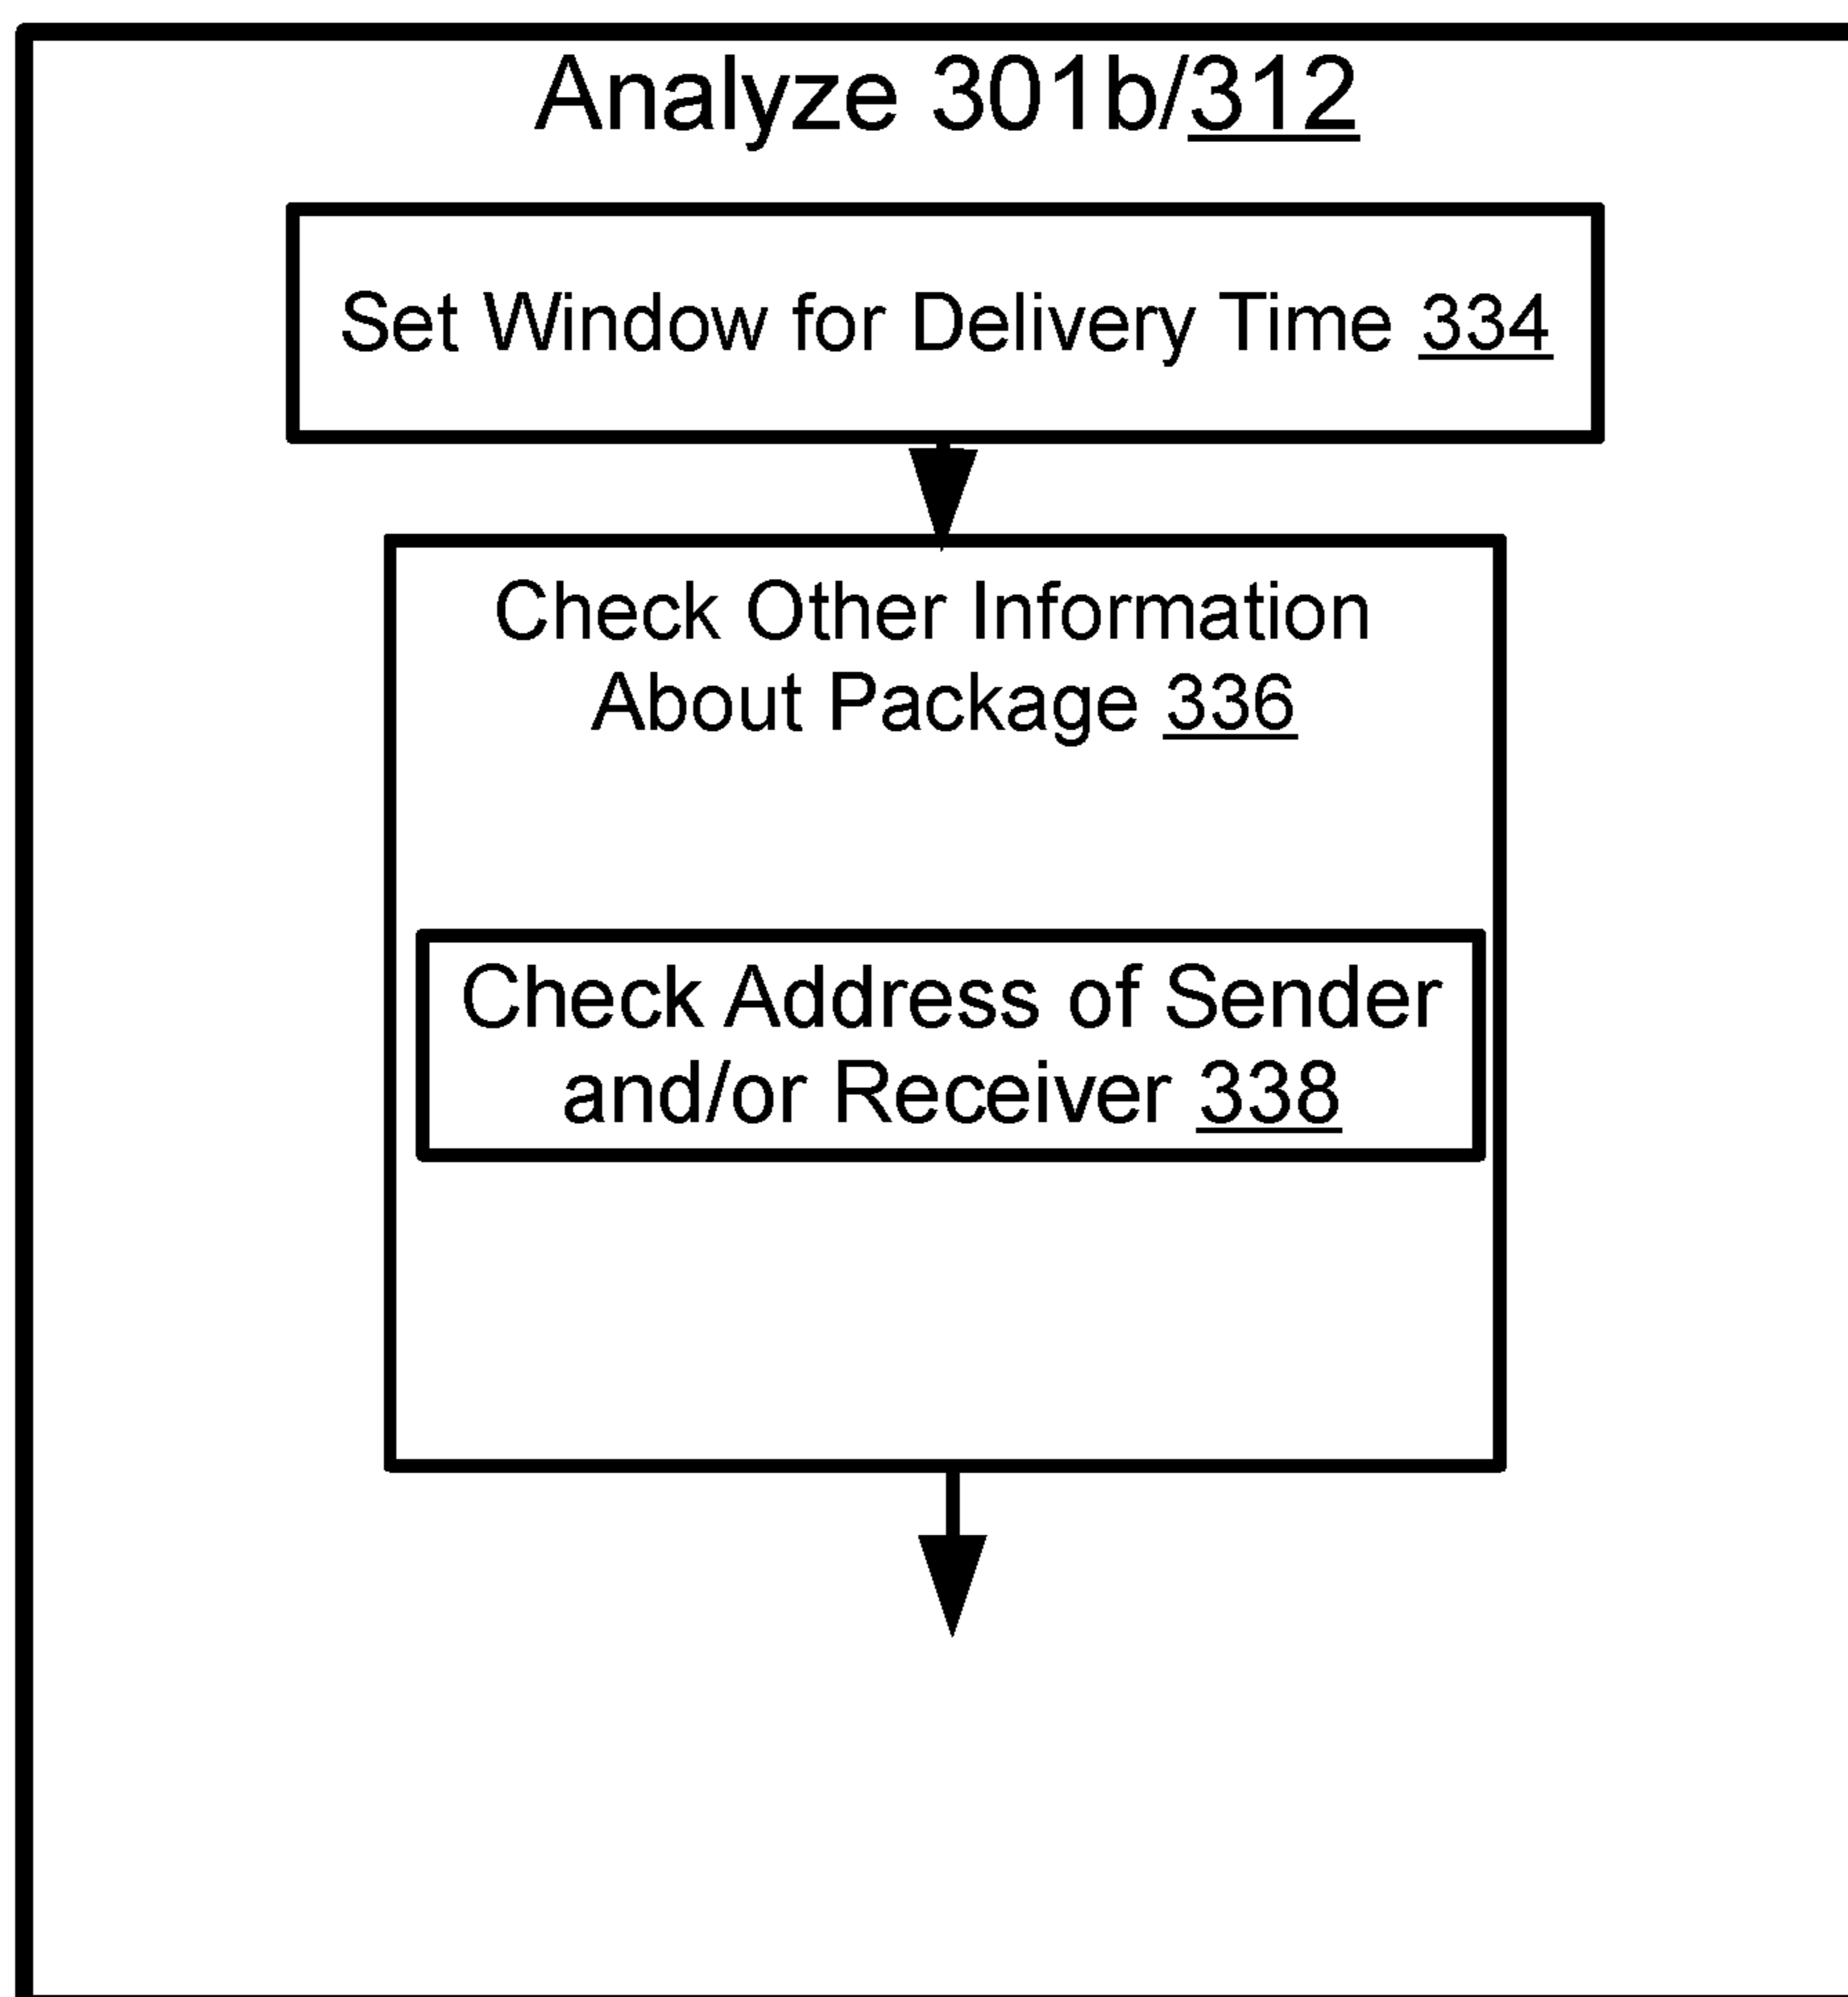 Analyze 301b/312
Set Window for Delivery Time 334
Check Other Information
About Package 336
Check Address of Sender
and/or Receiver 338